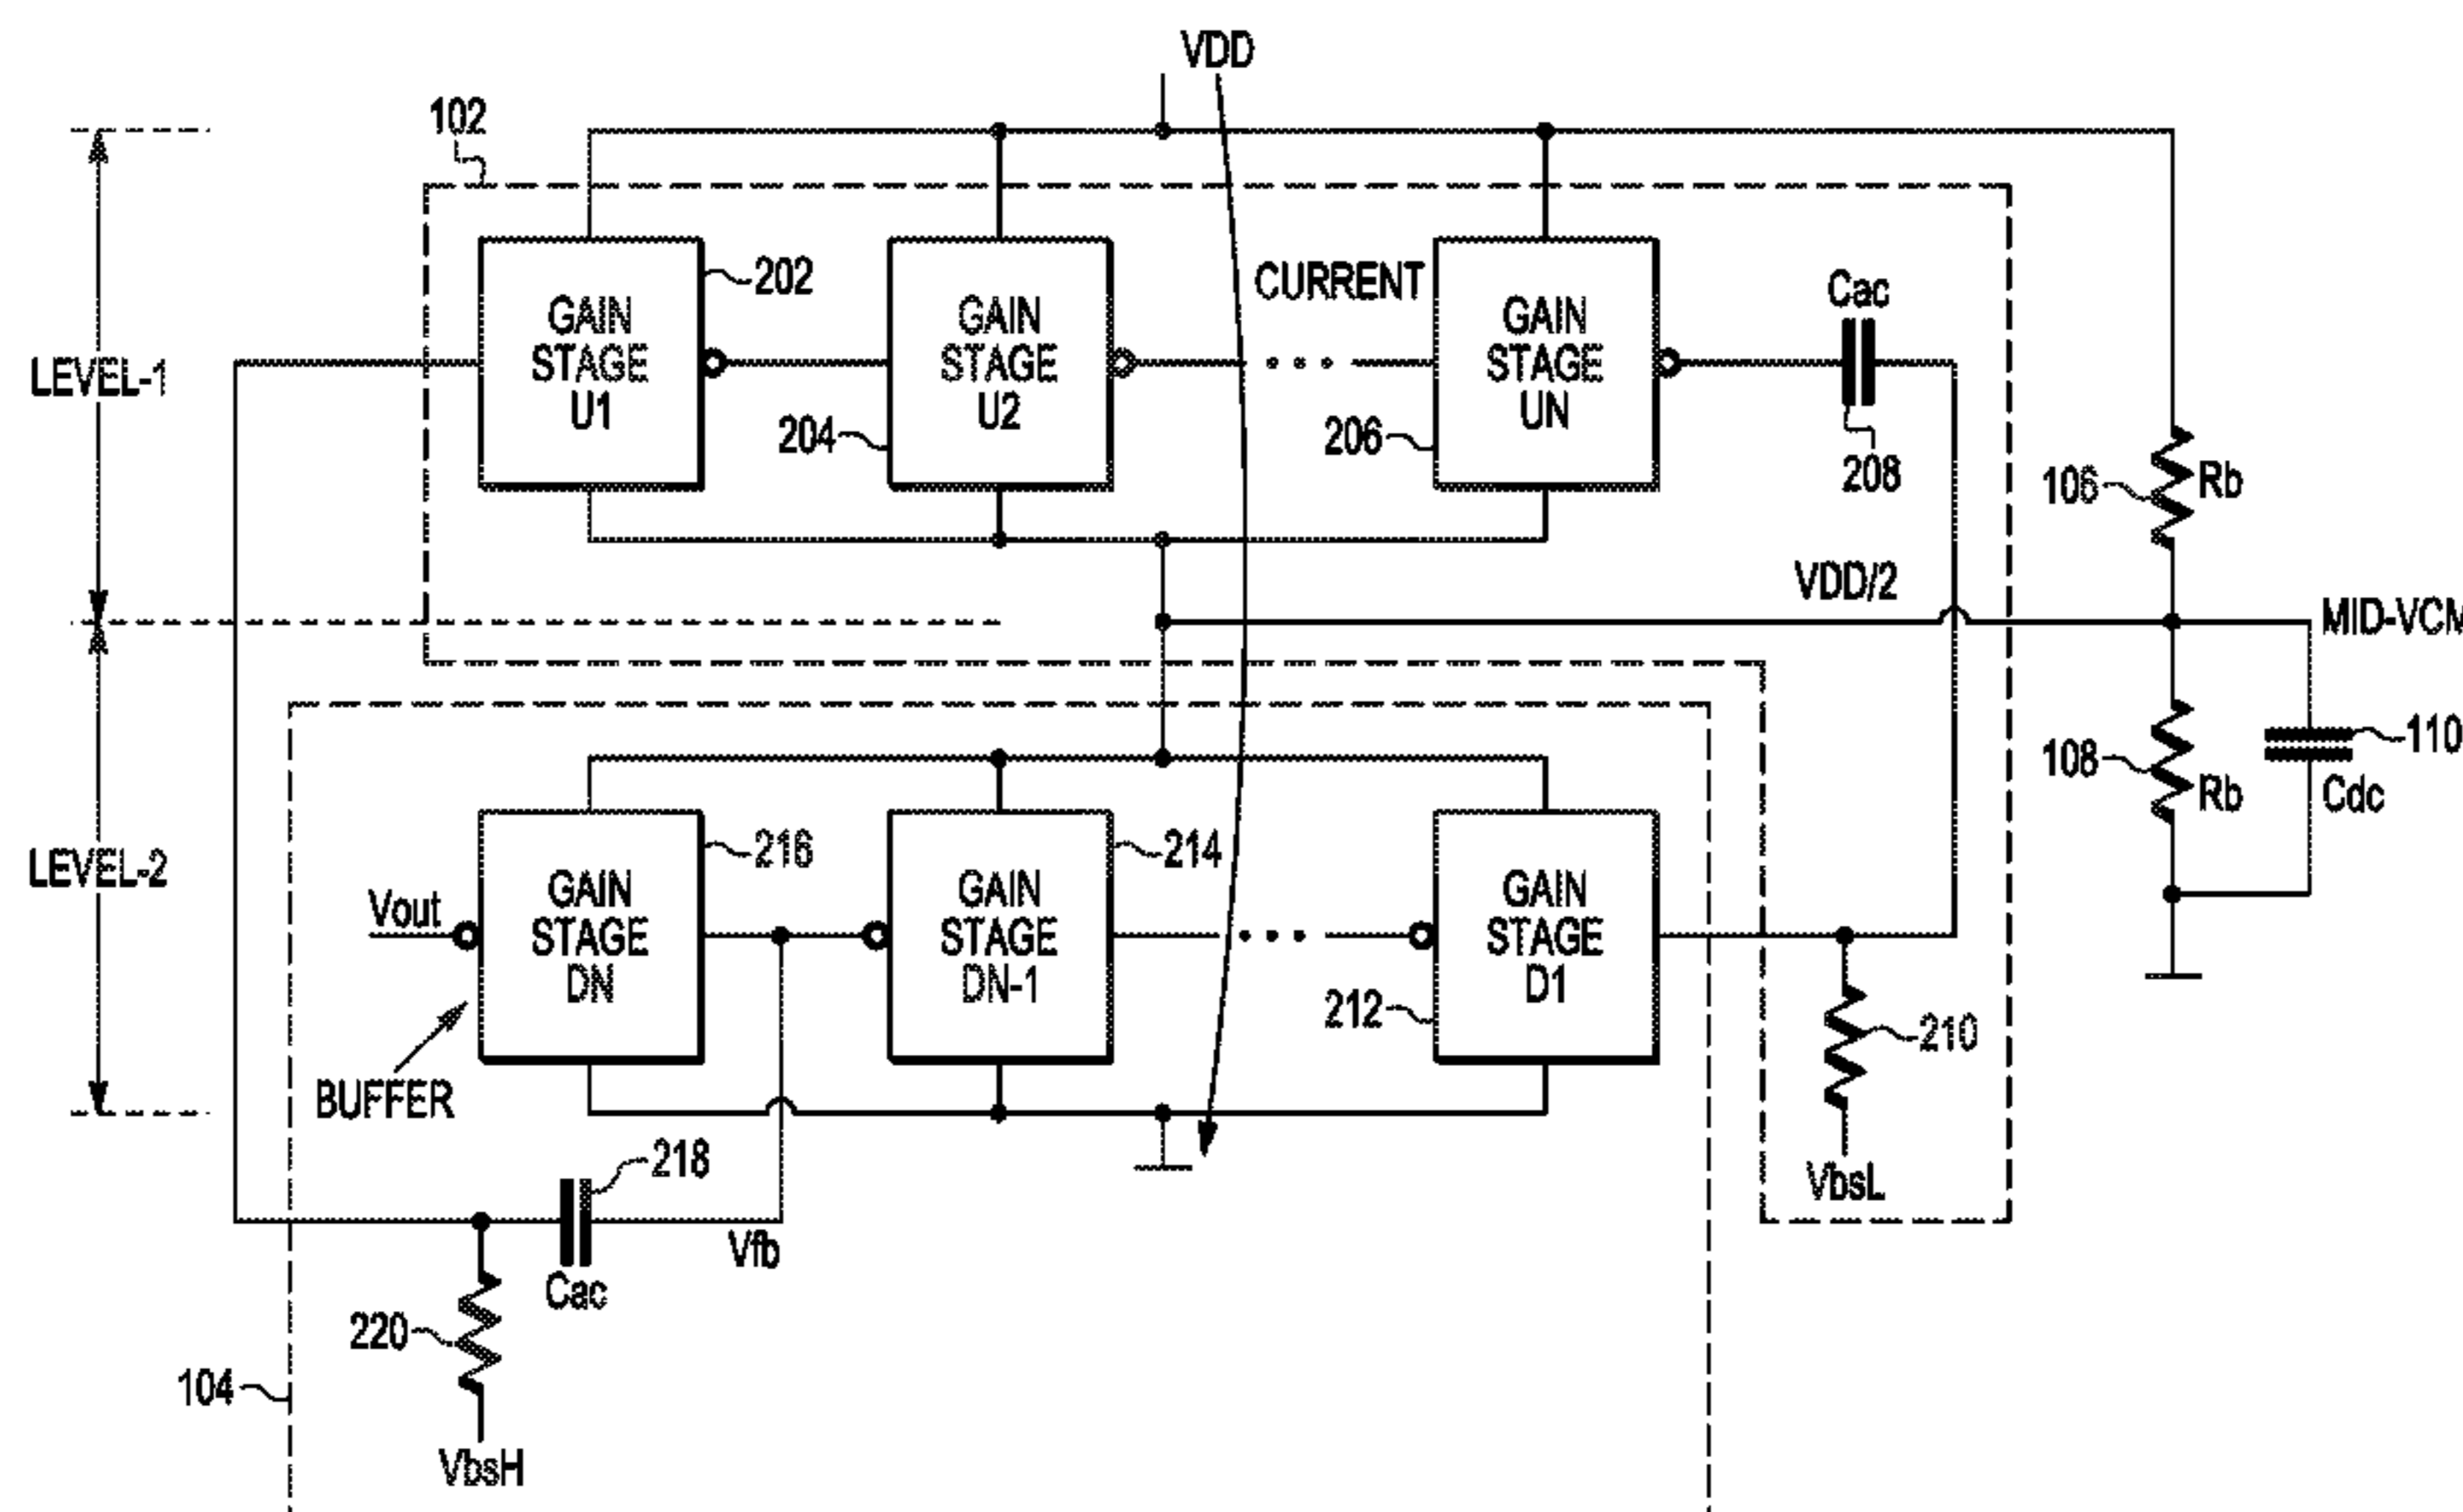 VDD
102
202
GAIN
STAGE
U1
204
GAIN
STAGE
U2
CURRENT
206
GAIN
STAGE
UN
Cac
208
LEVEL-1
106
Rb
VDD/2
MID-VCM
108
Rb
110
Cdc
LEVEL-2
Vout
216
GAIN
STAGE
DN
214
GAIN
STAGE
DN-1
212
GAIN
STAGE
D1
210
VbsL
BUFFER
218
Vfb
Cac
220
104
VbsH